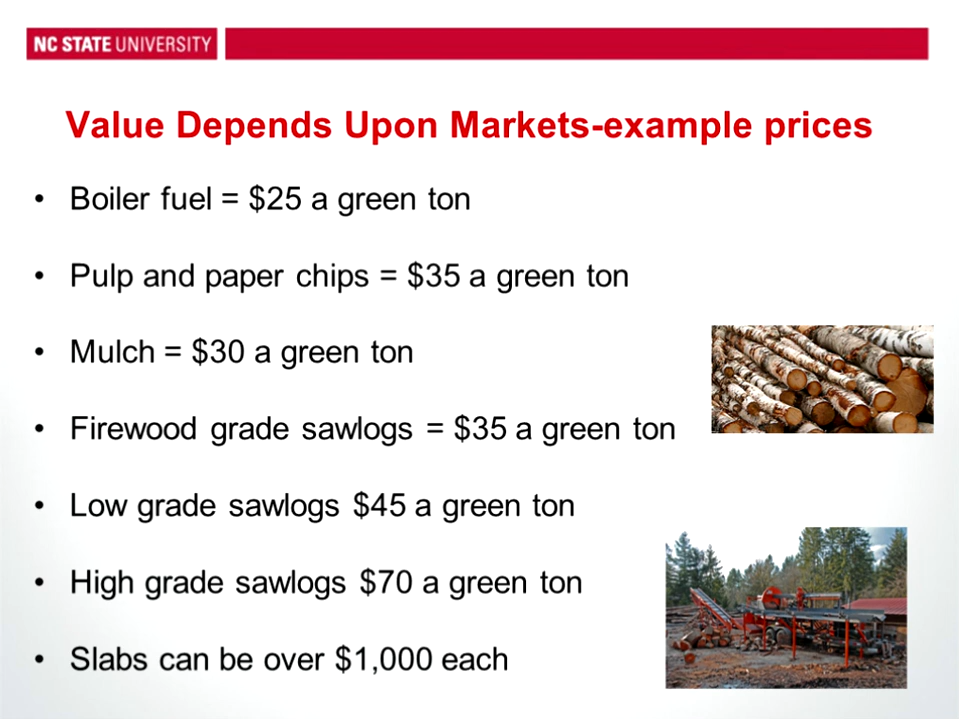 NC STATE UNIVERSITY
Value Depends Upon Markets-example prices
• Boiler fuel = $25 a green ton
• Pulp and paper chips = $35 a green ton
• Mulch = $30 a green ton
• Firewood grade sawlogs = $35 a green ton
• Low grade sawlogs $45 a green ton
• High grade sawlogs $70 a green ton
• Slabs can be over $1,000 each